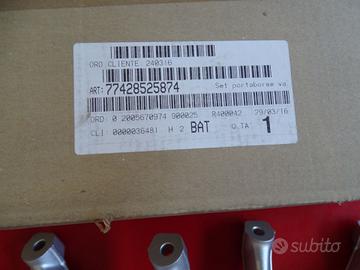 ORD CLIENTE 240316
ART: 77428525874
Set portaborse va
ORD: 0 2005670974 900025 R400042 29/03/16
CLI: 0000036481 H 2 BAT Q.TA 1
subito